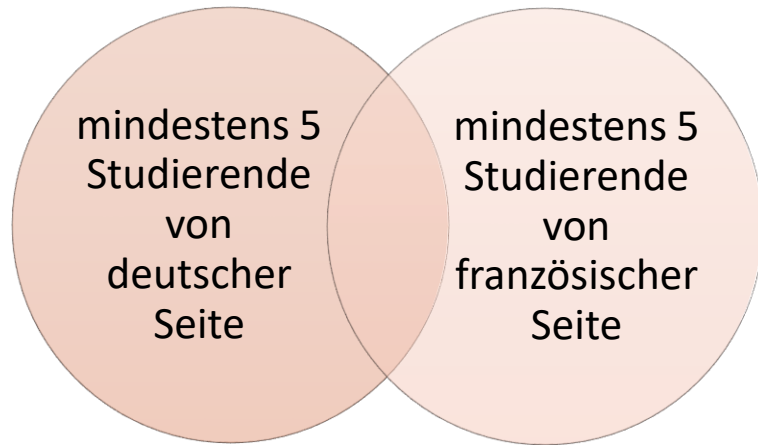 mindestens 5
Studierende
von
deutscher
Seite
mindestens 5
Studierende
von
französischer
Seite